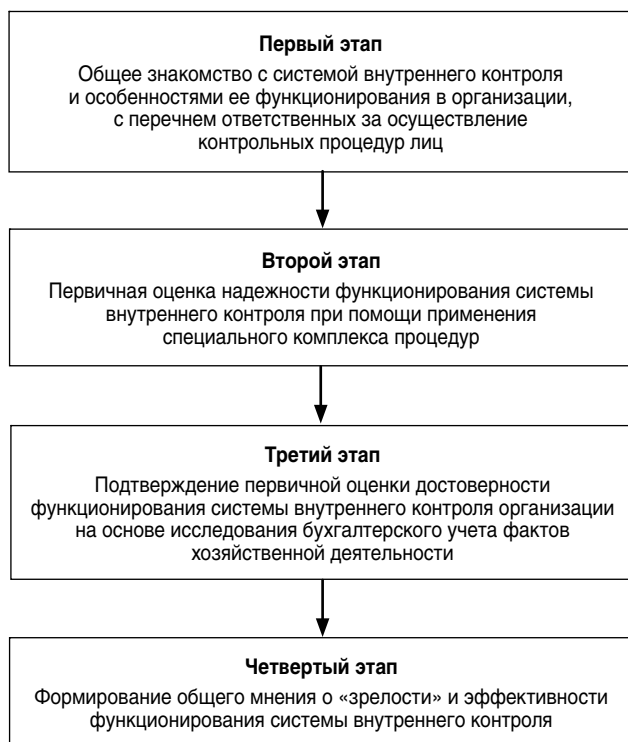 Первый этап
Общее знакомство с системой внутреннего контроля
и особенностями ее функционирования в организации,
с перечнем ответственных за осуществление
контрольных процедур лиц
Второй этап
Первичная оценка надежности функционирования системы
внутреннего контроля при помощи применения
специального комплекса процедур
Третий этап
Подтверждение первичной оценки достоверности
функционирования системы внутреннего контроля организации
на основе исследования бухгалтерского учета фактов
хозяйственной деятельности
Четвертый этап
Формирование общего мнения о «зрелости» и эффективности
функционирования системы внутреннего контроля